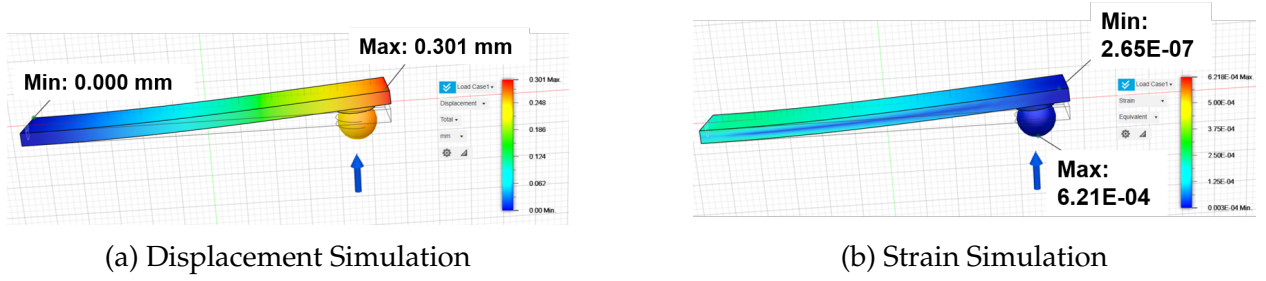 Max: 0.301 mm
Min: 0.000 mm
Load Case1
Displacement
Total
mm
0.301 Max.
0.248
0.186
0.124
0.062
0.00 Min.
Min:
2.65E-07
Load Case1
Strain
Equivalent
6.218E-04 Max.
5.00E-04
3.75E-04
2.50E-04
1.25E-04
0.003E-04 Min.
Max:
6.21E-04
(a) Displacement Simulation
(b) Strain Simulation